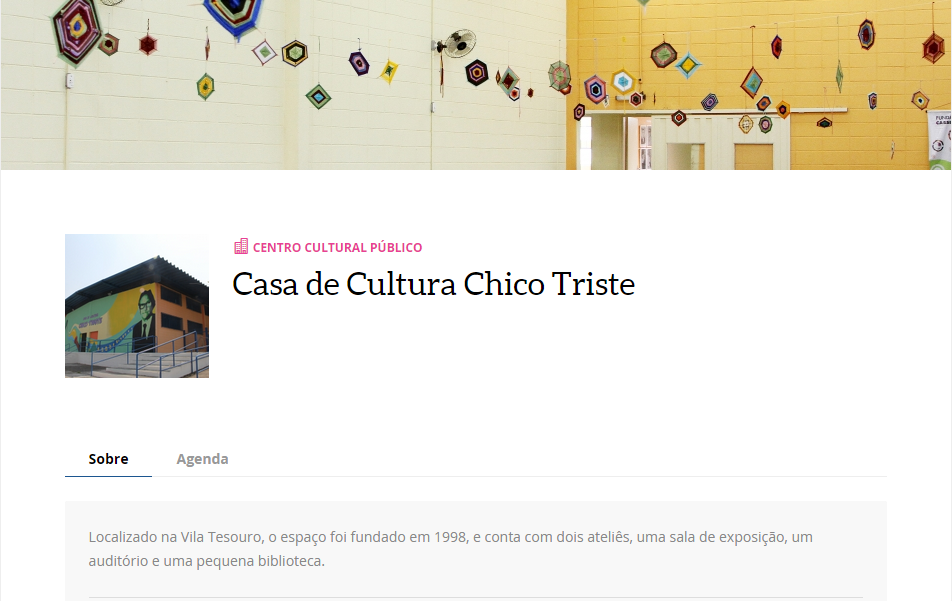 CENTRO CULTURAL PÚBLICO
Casa de Cultura Chico Triste
Sobre
Agenda
Localizado na Vila Tesouro, o espaço foi fundado em 1998, e conta com dois ateliês, uma sala de exposição, um
auditório e uma pequena biblioteca.